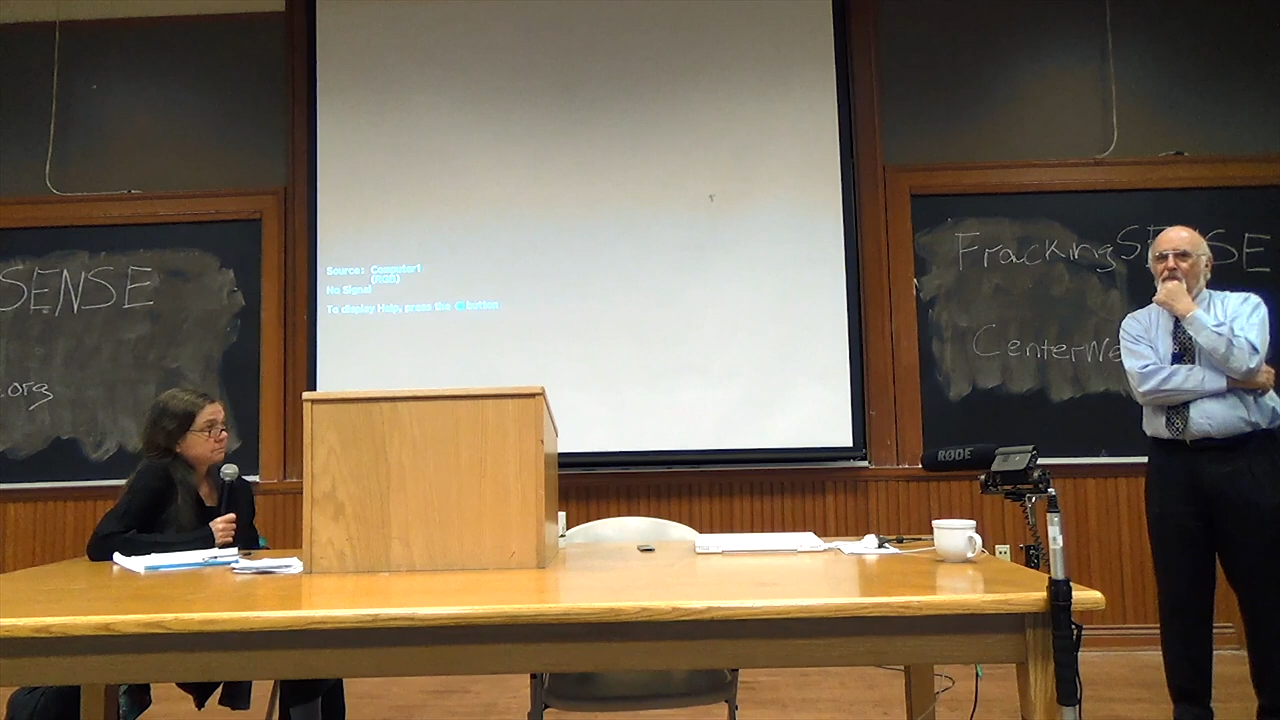 SENSE
.org
Source: Computer1
(RGB)
No Signal
To display Help, press the button
FrackingSENSE
CenterWe
RØDE